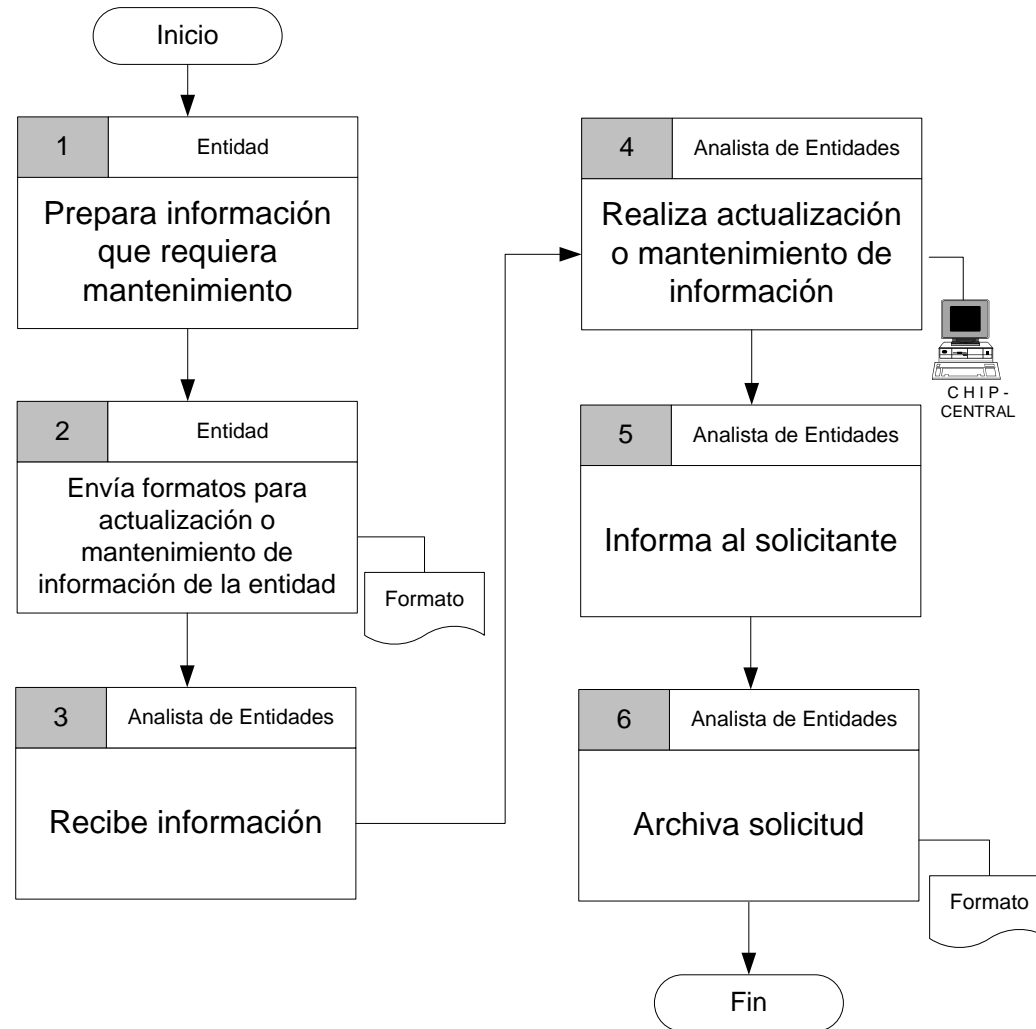 Inicio
1
Entidad
Prepara información
que requiera
mantenimiento
2
Entidad
Envía formatos para
actualización o
mantenimiento de
información de la entidad
Formato
3
Analista de Entidades
Recibe información
4
Analista de Entidades
Realiza actualización
o mantenimiento de
información
C H I P -
CENTRAL
5
Analista de Entidades
Informa al solicitante
6
Analista de Entidades
Archiva solicitud
Formato
Fin